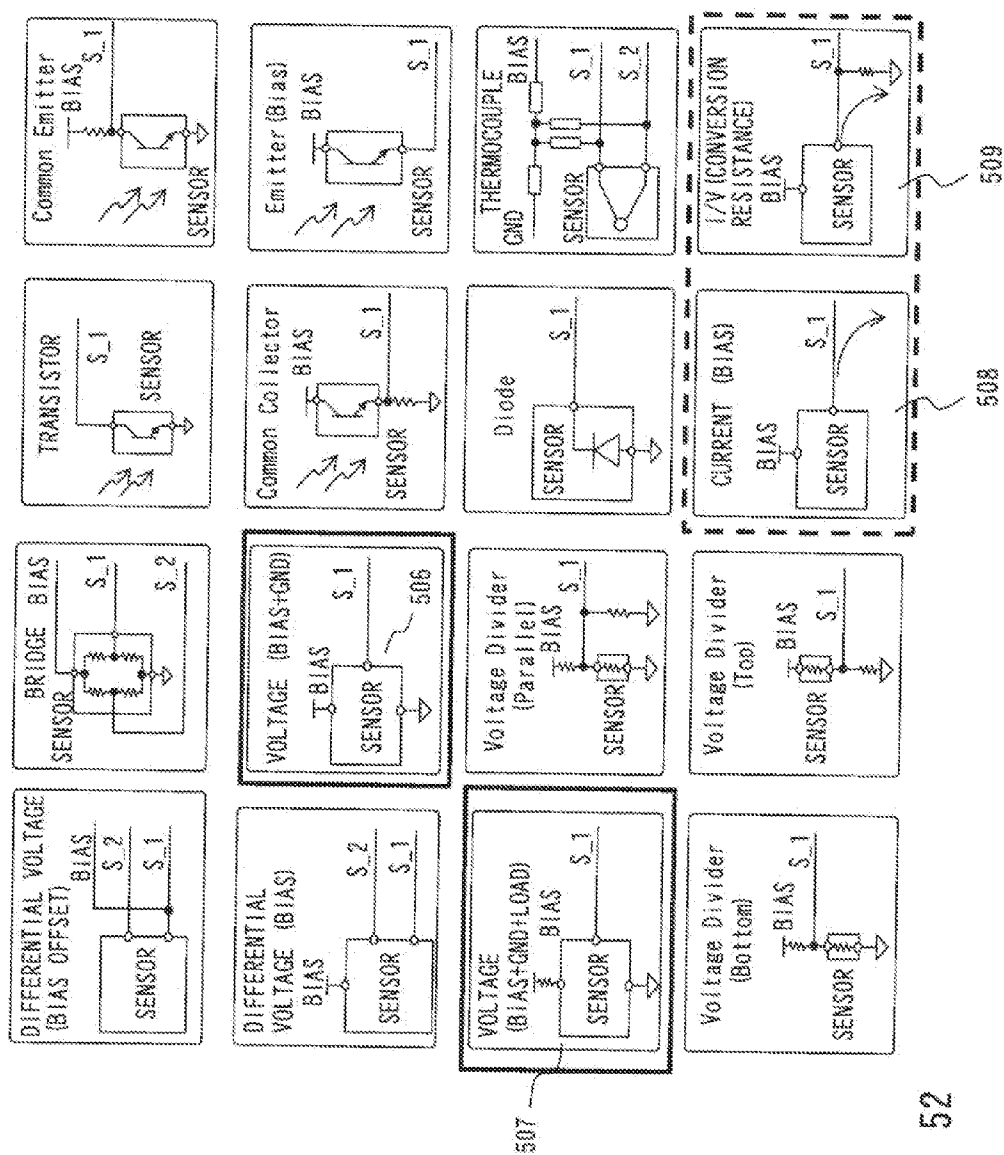 DIFFERENTIAL VOLTAGE
(BIAS OFFSET)
BIAS
S_2
S_1
SENSOR
BRIDGE BIAS
SENSOR
S_1
S_2
TRANSISTOR
S_1
SENSOR
Common Emitter
BIAS
S_1
SENSOR
DIFFERENTIAL
VOLTAGE (BIAS)
BIAS
S_2
S_1
SENSOR
VOLTAGE (BIAS+GND)
BIAS
S_1
SENSOR
506
Common Collector
BIAS
S_1
SENSOR
Emitter (Bias)
BIAS
SENSOR
S_1
VOLTAGE
(BIAS+GND+LOAD)
BIAS
S_1
SENSOR
507
Voltage Divider
(Parallel)
BIAS
S_1
SENSOR
Diode
S_1
SENSOR
THERMOCOUPLE
GND
BIAS
SENSOR
S_1
S_2
Voltage Divider
(Bottom)
BIAS
S_1
SENSOR
Voltage Divider
(Top)
BIAS
SENSOR
S_1
CURRENT (BIAS)
BIAS
S_1
SENSOR
508
I/V (CONVERSION
RESISTANCE)
BIAS
S_1
SENSOR
509
52